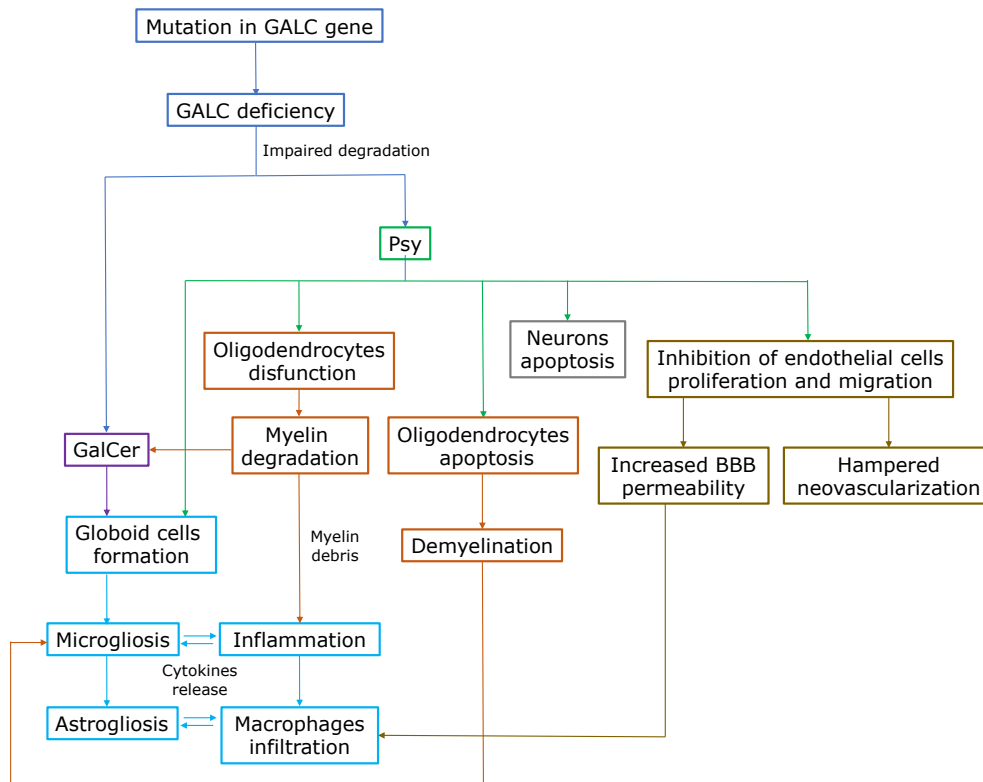 Mutation in GALC gene
GALC deficiency
Impaired degradation
Psy
Oligodendrocytes
disfunction
Neurons
apoptosis
Inhibition of endothelial cells
proliferation and migration
GalCer
Myelin
degradation
Oligodendrocytes
apoptosis
Increased BBB
permeability
Hampered
neovascularization
Globoid cells
formation
Myelin
debris
Demyelination
Microgliosis
Inflammation
Cytokines
release
Astrogliosis
Macrophages
infiltration